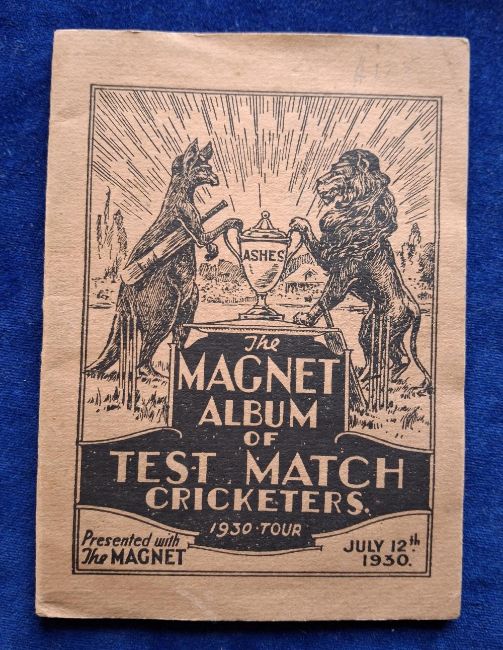 ASHES
The
MAGNET
ALBUM
OF
TEST MATCH
CRICKETERS.
1930·TOUR
Presented with
The MAGNET
JULY 12th
1930.